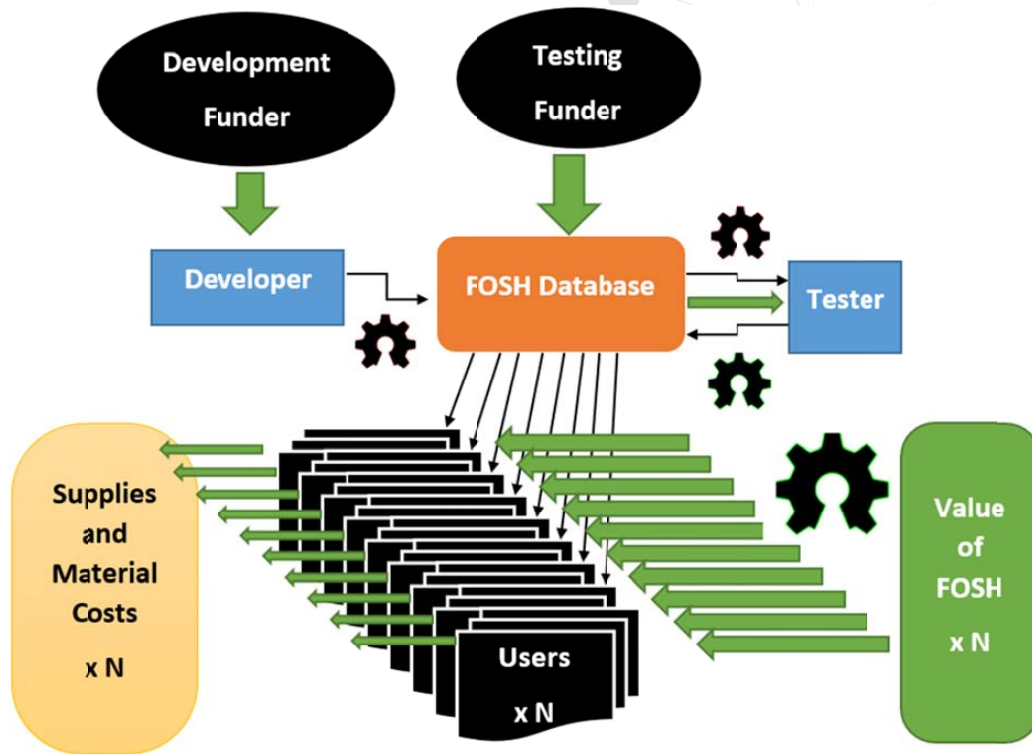 Development
Funder
Testing
Funder
Developer
FOSH Database
Tester
Supplies
and
Material
Costs
x N
Users
x N
Value
of
FOSH
x N